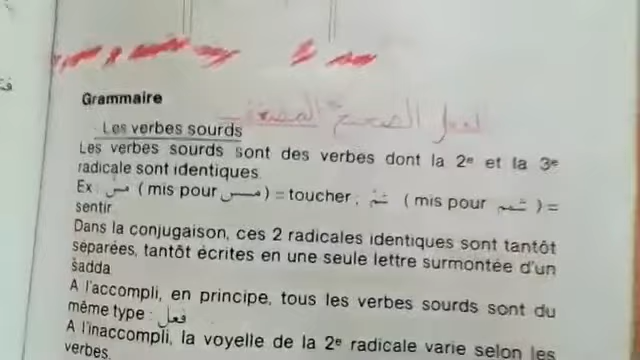 Grammaire
الفعل الصحيح المضعف
Les verbes sourds
Les verbes sourds sont des verbes dont la 2e et la 3e
radicale sont identiques.
Ex : مس ( mis pour مسس ) = toucher ; شمّ ( mis pour شمم ) =
sentir
Dans la conjugaison, ces 2 radicales identiques sont tantôt
séparées, tantôt écrites en une seule lettre surmontée d'un
šadda.
A l'accompli, en principe, tous les verbes sourds sont du
même type : فعل
A l'inaccompli, la voyelle de la 2e radicale varie selon les
verbes.